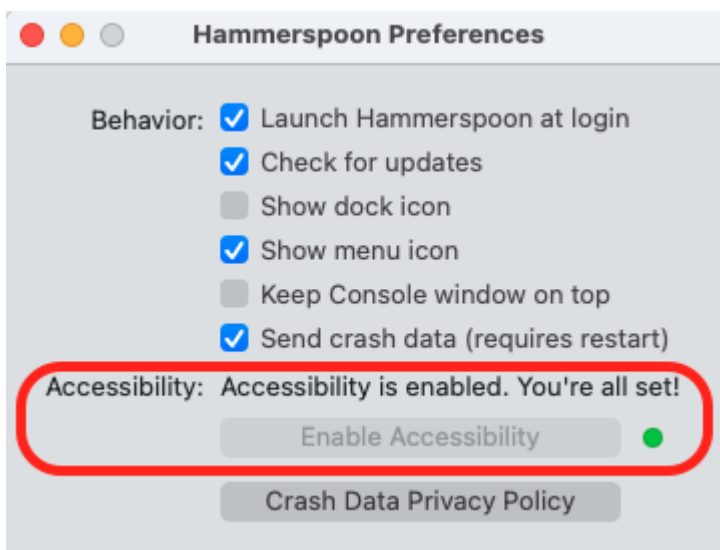 Hammerspoon Preferences
Behavior: Launch Hammerspoon at login
Check for updates
Show dock icon
Show menu icon
Keep Console window on top
Send crash data (requires restart)
Accessibility: Accessibility is enabled. You're all set!
Enable Accessibility
Crash Data Privacy Policy